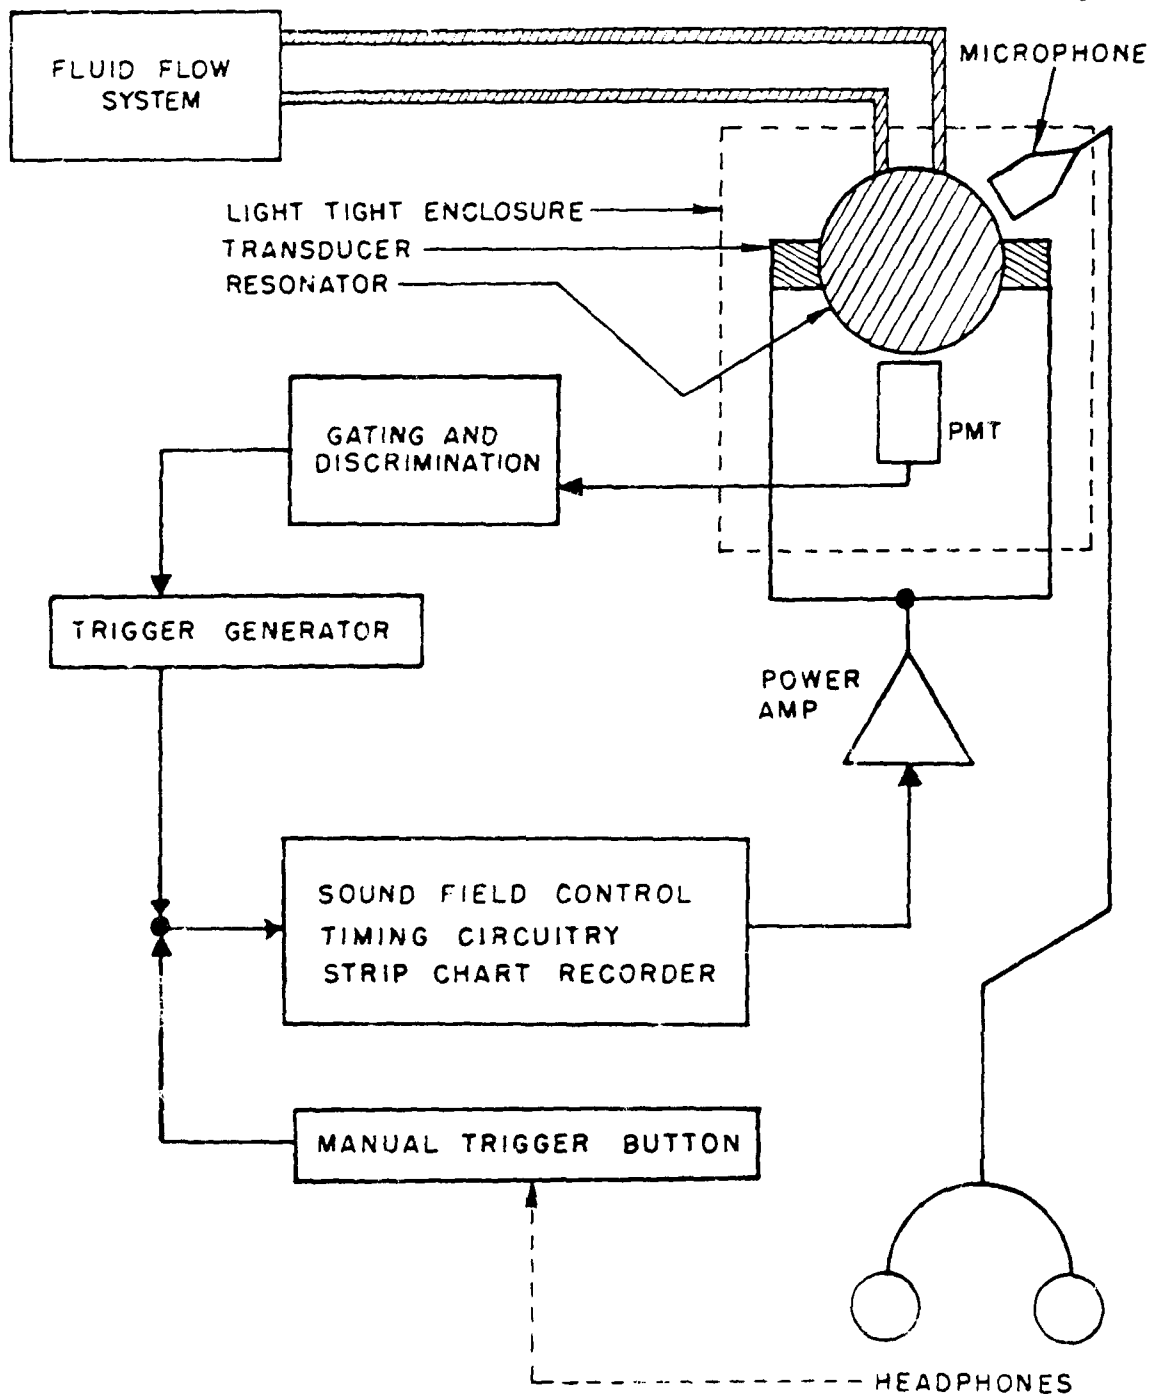 FLUID FLOW
SYSTEM
MICROPHONE
LIGHT TIGHT ENCLOSURE
TRANSDUCER
RESONATOR
GATING AND
DISCRIMINATION
PMT
TRIGGER GENERATOR
POWER
AMP
SOUND FIELD CONTROL
TIMING CIRCUITRY
STRIP CHART RECORDER
MANUAL TRIGGER BUTTON
HEADPHONES